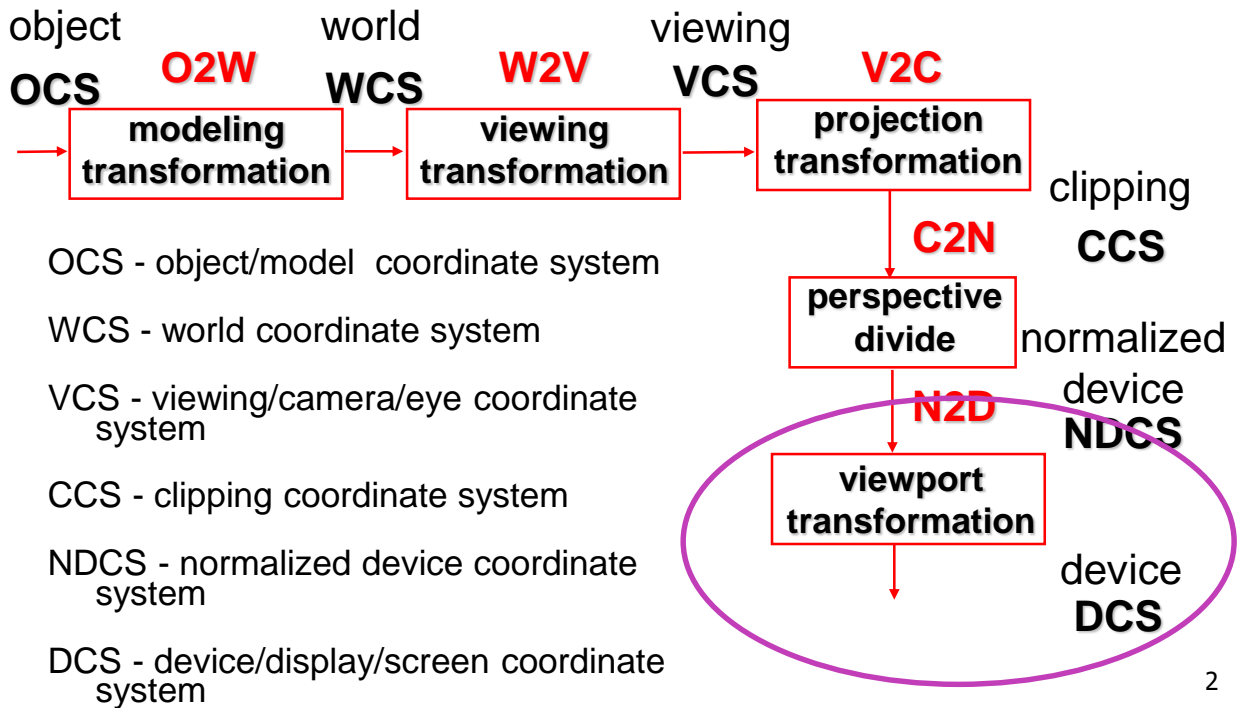 object
world
viewing
OCS
O2W
WCS
W2V
VCS
V2C
modeling
transformation
viewing
transformation
projection
transformation
clipping
CCS
C2N
perspective
divide
normalized
device
NDCS
N2D
viewport
transformation
device
DCS
OCS - object/model coordinate system
WCS - world coordinate system
VCS - viewing/camera/eye coordinate
system
CCS - clipping coordinate system
NDCS - normalized device coordinate
system
DCS - device/display/screen coordinate
system
2